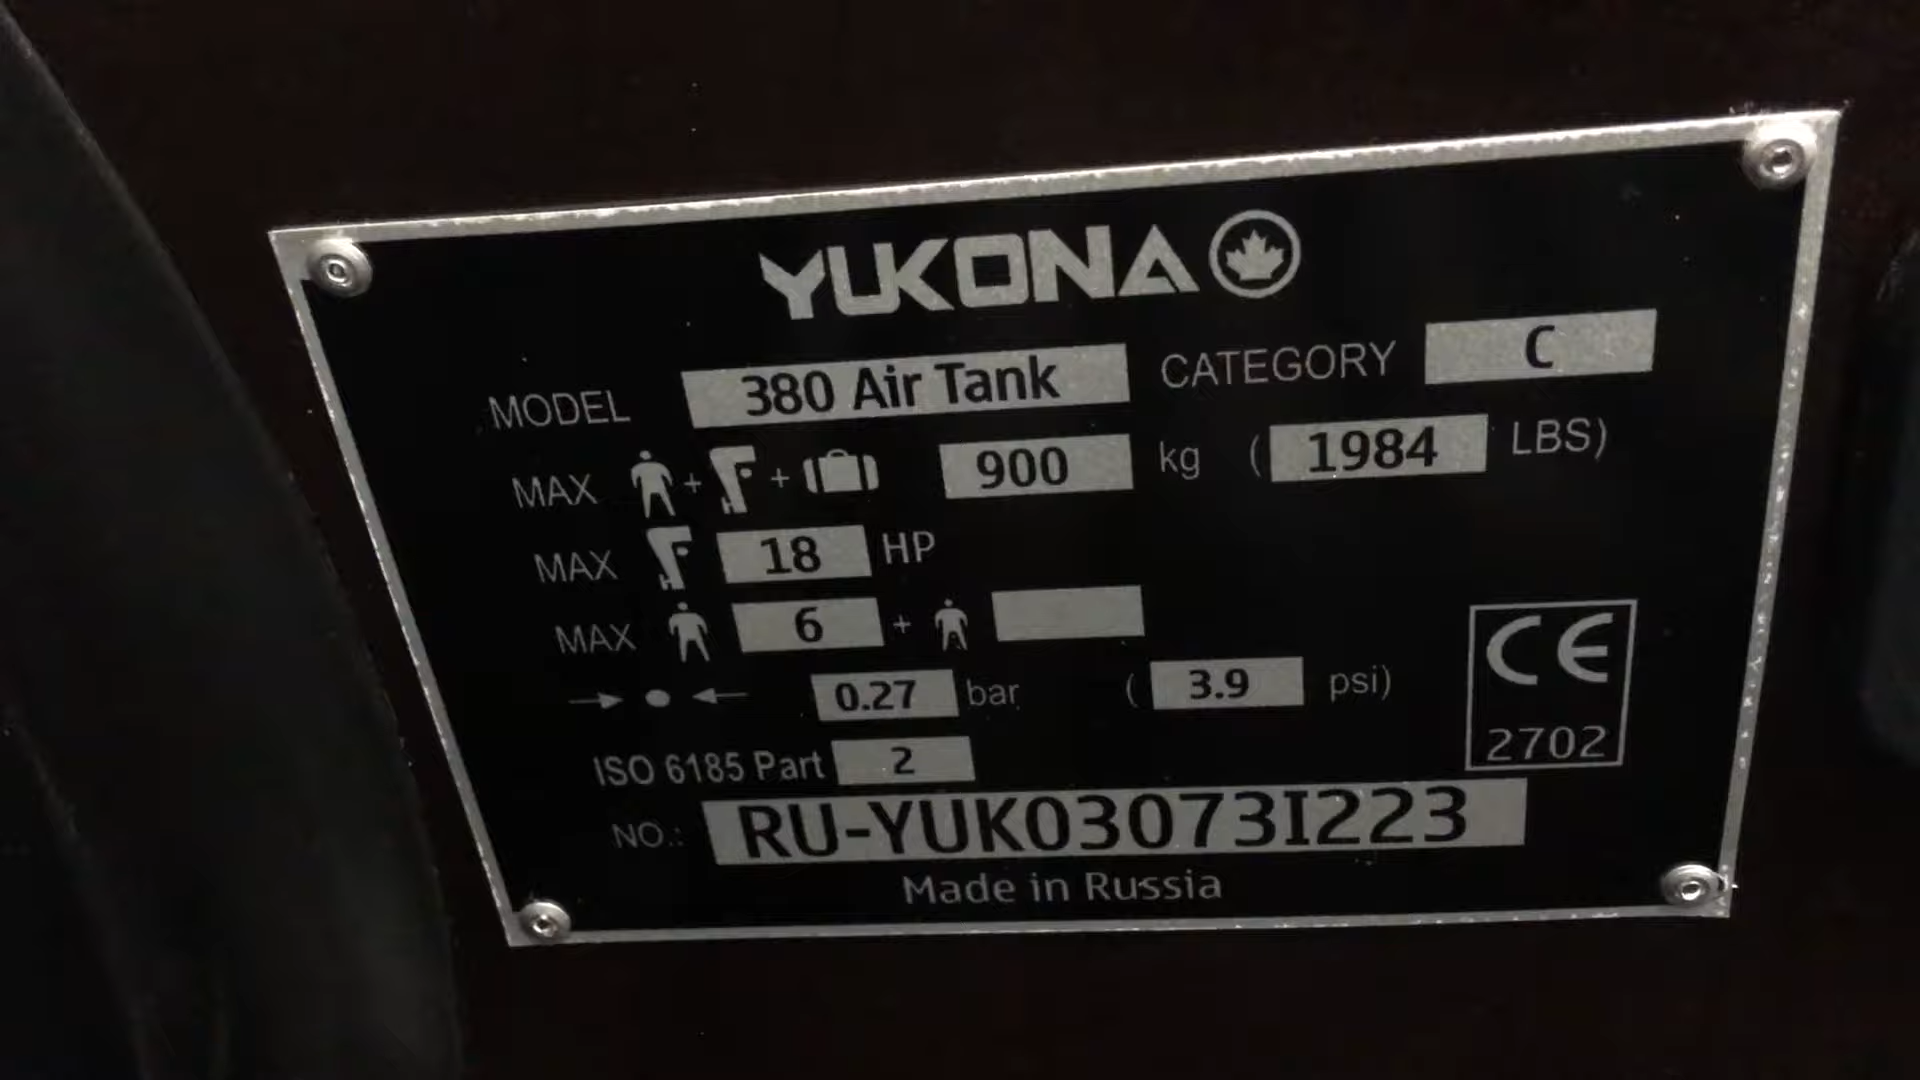 YUKONA
MODEL 380 Air Tank CATEGORY C
MAX + + 900 kg (1984 LBS)
MAX 18 HP
MAX 6 +
0.27 bar (3.9 psi)
ISO 6185 Part 2
CE
2702
NO.: RU-YUK03073I223
Made in Russia